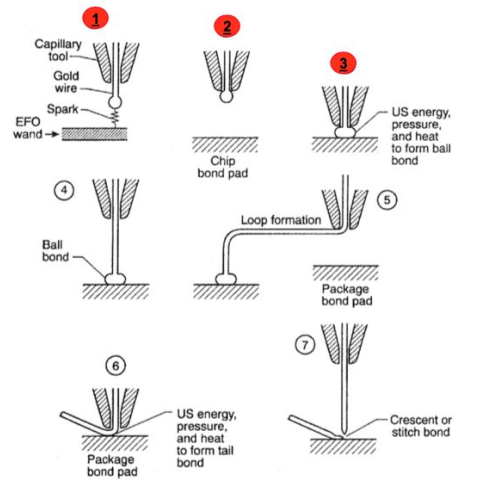 1
Capillary
tool
Gold
wire
Spark
EFO
wand
2
Chip
bond pad
3
US energy,
pressure,
and heat
to form ball
bond
4
Ball
bond
5
Loop formation
Package
bond pad
6
US energy,
pressure,
and heat
to form tail
bond
Package
bond pad
7
Crescent or
stitch bond